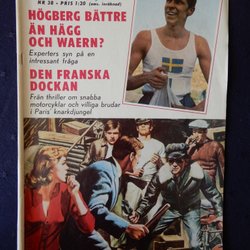 NR 38 - PRIS 1:20 (oms. inräknad)
HÖGBERG BÄTTRE
ÄN HÄGG
OCH WAERN?
Experters syn på en
intressant fråga
DEN FRANSKA
DOCKAN
Frän thriller om snabba
motorcyklar och villiga brudar
i Paris' knarkdjungel